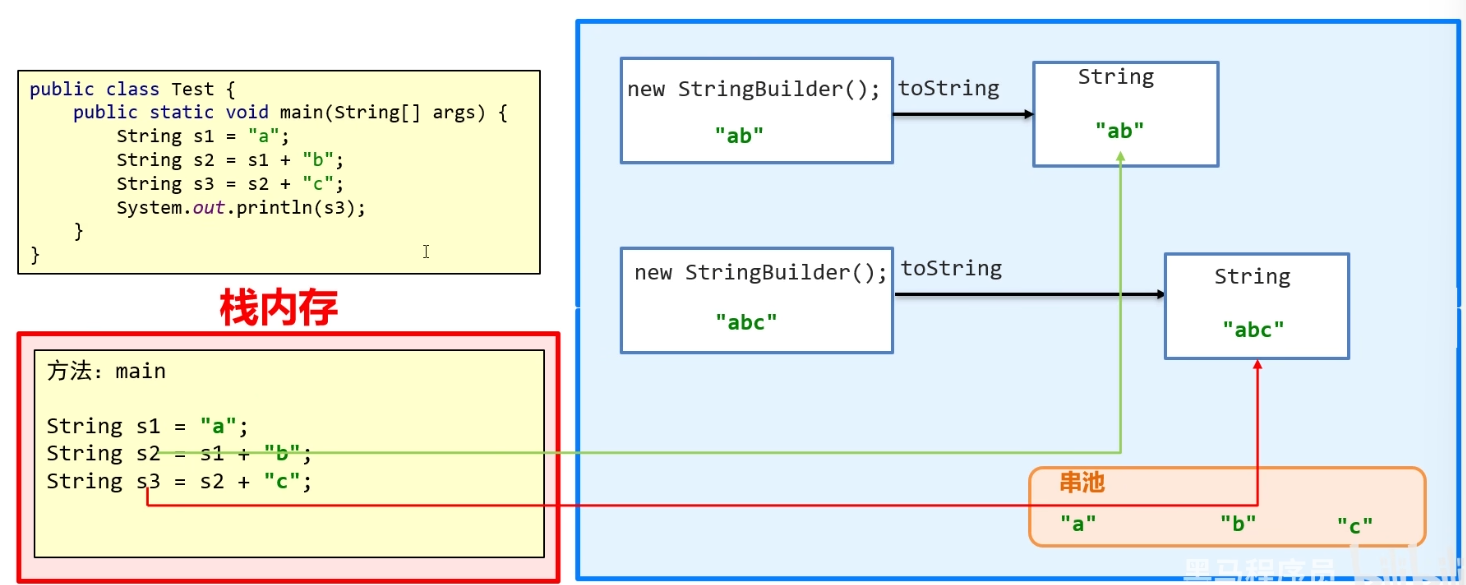 public class Test {
    public static void main(String[] args) {
        String s1 = "a";
        String s2 = s1 + "b";
        String s3 = s2 + "c";
        System.out.println(s3);
    }
}
栈内存
方法：main
String s1 = "a";
String s2 = s1 + "b";
String s3 = s2 + "c";
new StringBuilder();
"ab"
toString
String
"ab"
new StringBuilder();
"abc"
toString
String
"abc"
串池
"a" "b" "c"
黑马程序员